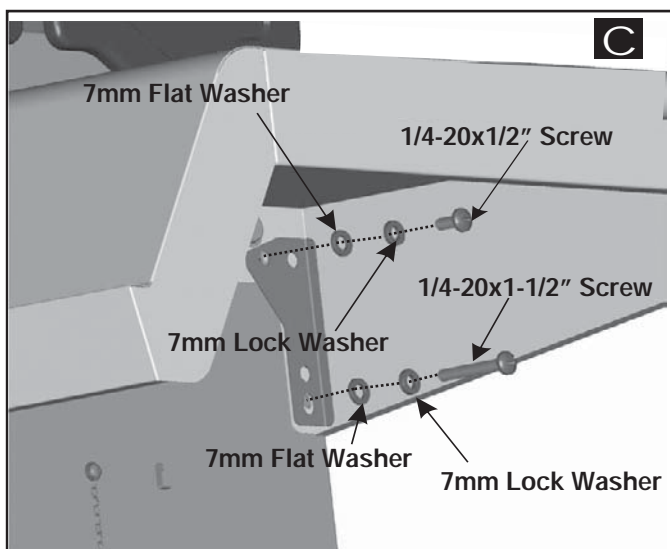 C
7mm Flat Washer
1/4-20x1/2” Screw
1/4-20x1-1/2” Screw
7mm Lock Washer
7mm Flat Washer
7mm Lock Washer